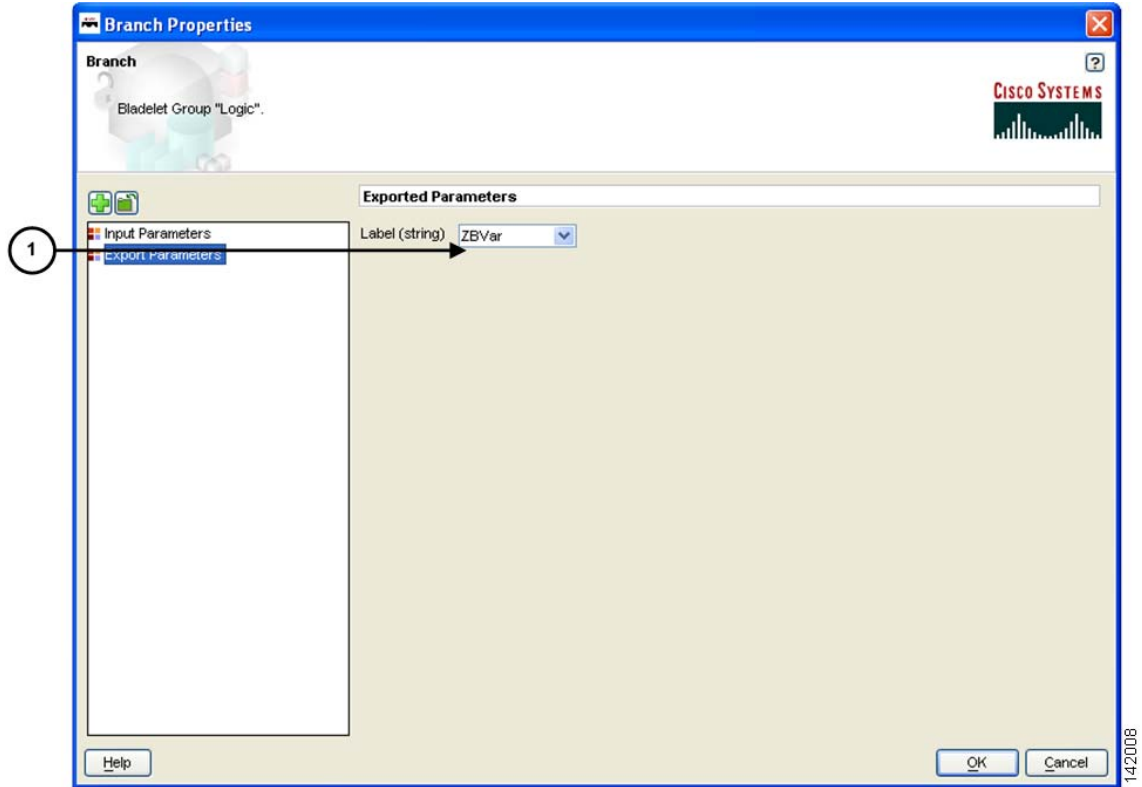 Branch Properties
Branch
?
Bladelet Group "Logic".
CISCO SYSTEMS
Exported Parameters
Input Parameters
Label (string) ZBVar
1
Export Parameters
Help
OK
Cancel
142008